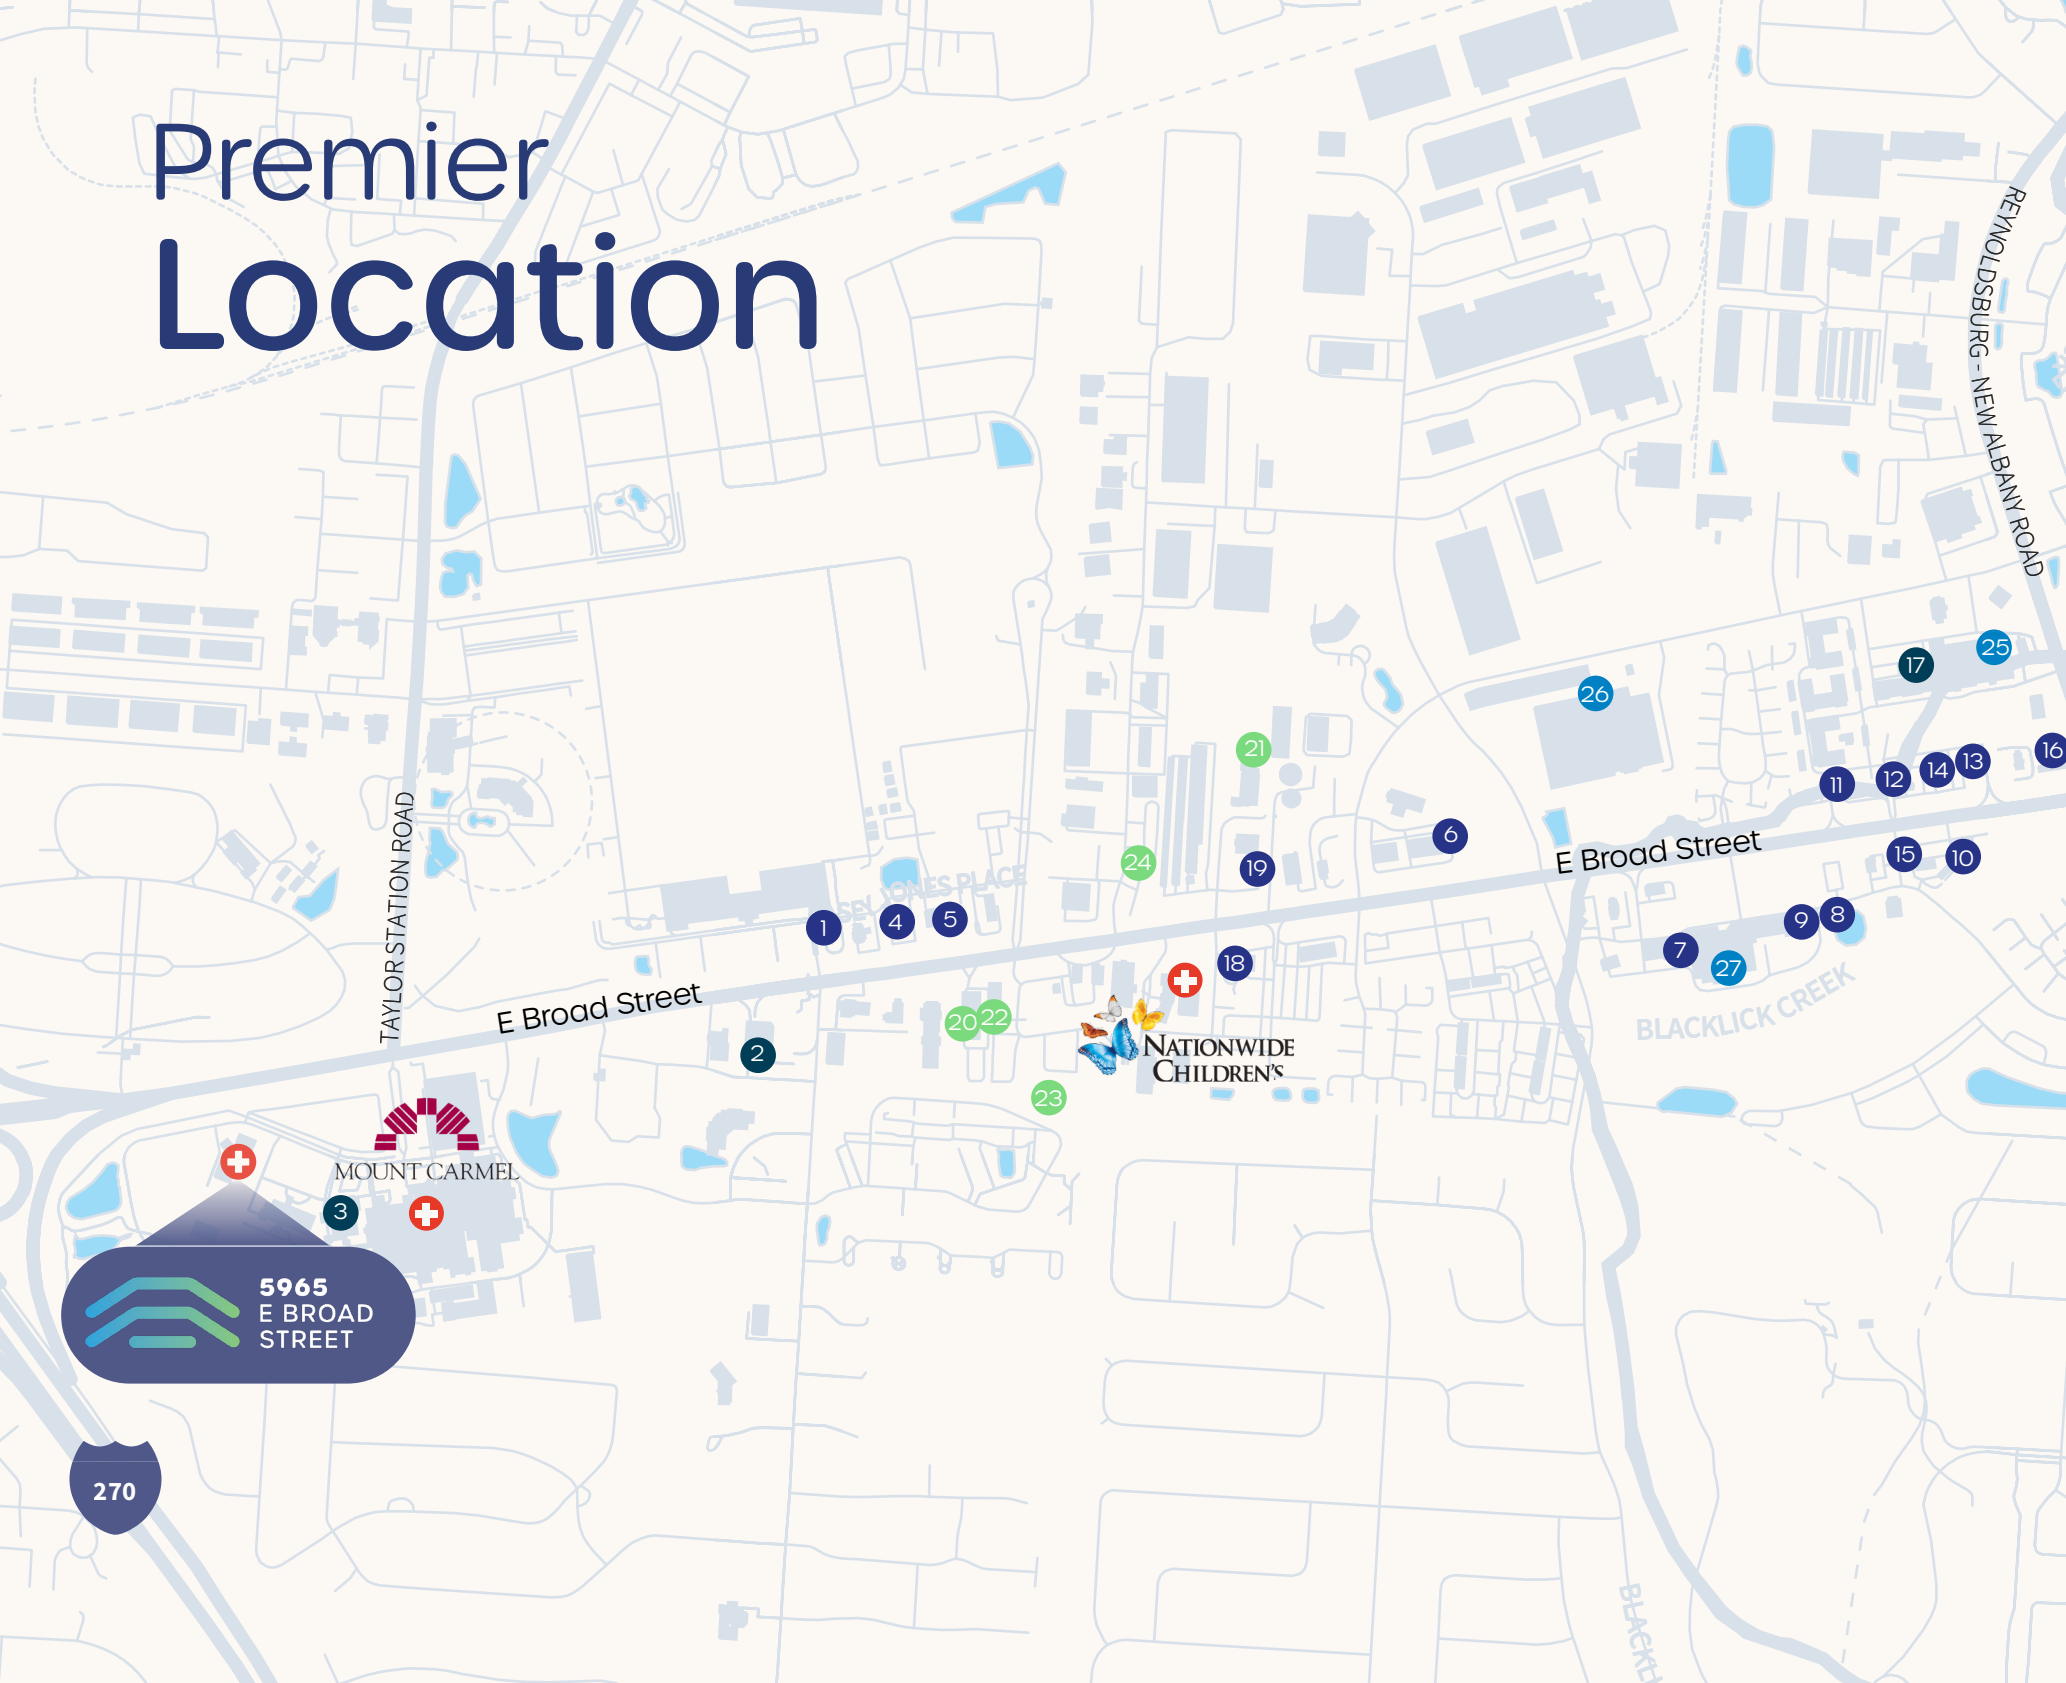 Premier
Location
REYNOLDSBURG - NEW ALBANY ROAD
25
17
26
16
21
13
14
12
11
6
E Broad Street
24
19
15
10
TAYLOR STATION ROAD
JONES PLACE
1
4
5
9
8
7
27
18
BLACKLICK CREEK
E Broad Street
20
22
2
NATIONWIDE
CHILDREN'S
23
MOUNT CARMEL
3
5965
E BROAD
STREET
270